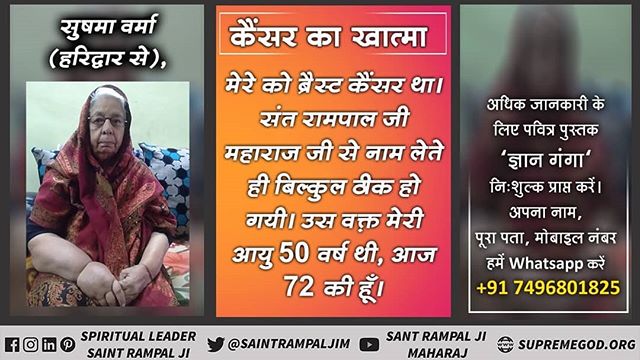 सुषमा वर्मा
(हरिद्वार से),
कैंसर का खात्मा
मेरे को ब्रैस्ट कैंसर था।
संत रामपाल जी
महाराज जी से नाम लेते
ही बिल्कुल ठीक हो
गयी। उस वक्त मेरी
आयु 50 वर्ष थी, आज
72 की हूँ।
अधिक जानकारी के
लिए पवित्र पुस्तक
‘ज्ञान गंगा‘
निःशुल्क प्राप्त करें।
अपना नाम,
पूरा पता, मोबाइल नंबर
हमें Whatsapp करें
+91 7496801825
SPIRITUAL LEADER
SAINT RAMPAL JI
@SAINTRAMPALJIM
SANT RAMPAL JI
MAHARAJ
SUPREMEGOD.ORG